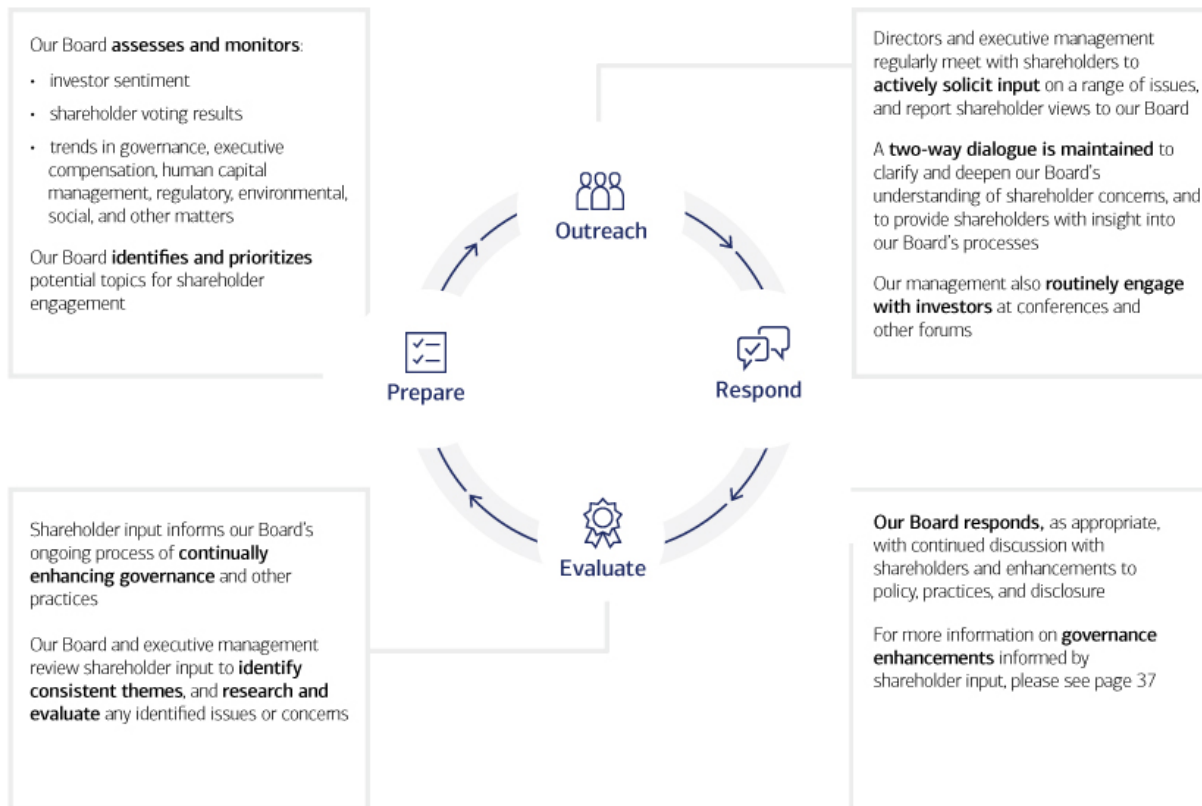 Our Board assesses and monitors:
• investor sentiment
• shareholder voting results
• trends in governance, executive
compensation, human capital
management, regulatory, environmental,
social, and other matters
Our Board identifies and prioritizes
potential topics for shareholder
engagement
Directors and executive management
regularly meet with shareholders to
actively solicit input on a range of issues,
and report shareholder views to our Board
A two-way dialogue is maintained to
clarify and deepen our Board's
understanding of shareholder concerns, and
to provide shareholders with insight into
our Board's processes
Our management also routinely engage
with investors at conferences and
other forums
Outreach
Prepare
Respond
Evaluate
Shareholder input informs our Board's
ongoing process of continually
enhancing governance and other
practices
Our Board and executive management
review shareholder input to identify
consistent themes, and research and
evaluate any identified issues or concerns
Our Board responds, as appropriate,
with continued discussion with
shareholders and enhancements to
policy, practices, and disclosure
For more information on governance
enhancements informed by
shareholder input, please see page 37